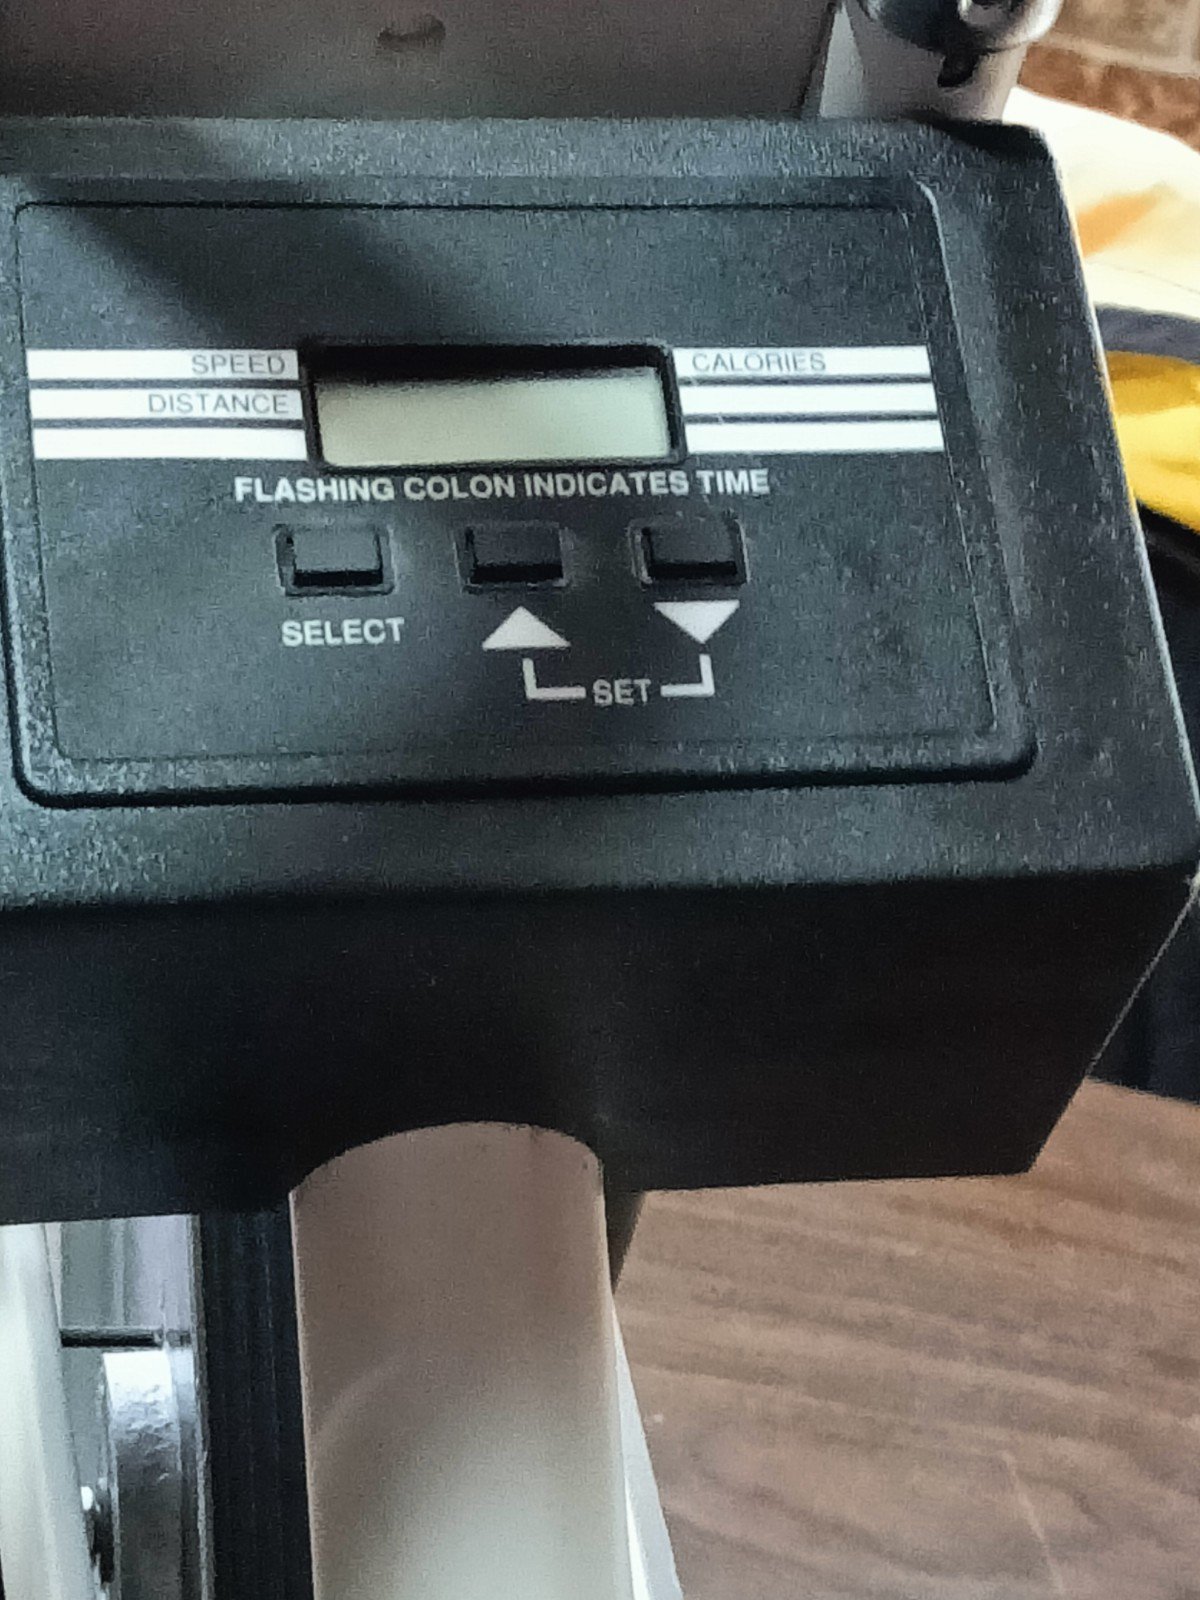 SPEED
CALORIES
DISTANCE
FLASHING COLON INDICATES TIME
SELECT
SET